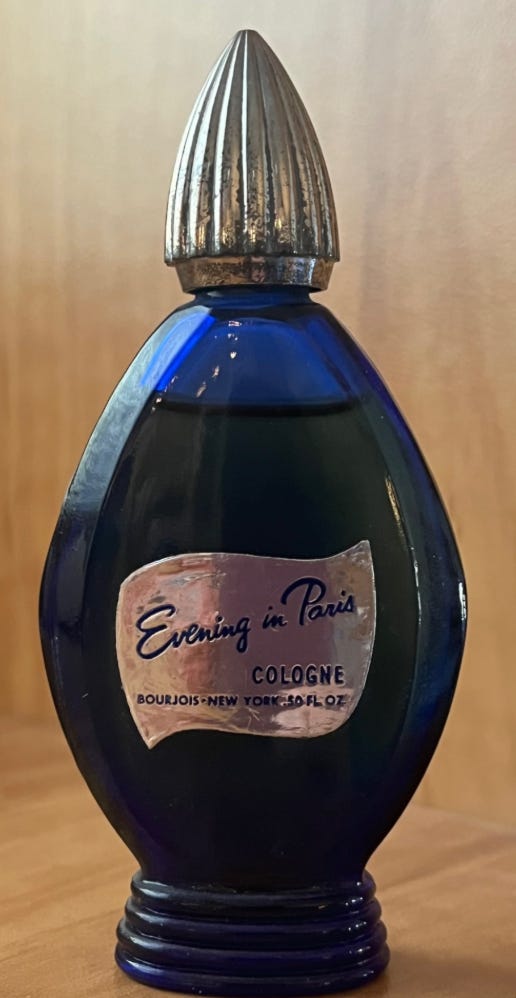 Evening in Paris
COLOGNE
BOURJOIS-NEW YORK .50 FL OZ